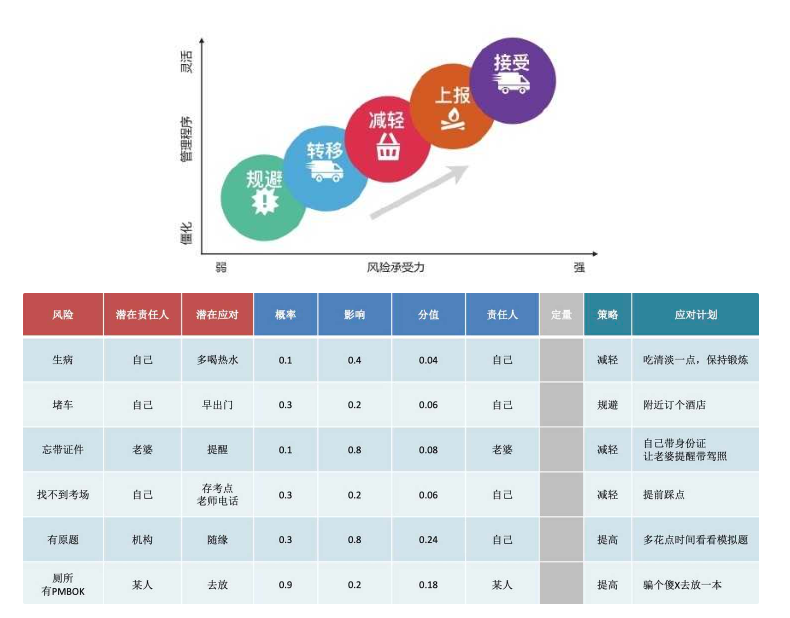 灵活
管理程序
僵化
规避
转移
减轻
上报
接受
弱
风险承受力
强
风险 潜在责任人 潜在应对 概率 影响 分值 责任人 定量 策略 应对计划
生病 自己 多喝热水 0.1 0.4 0.04 自己 减轻 吃清淡一点，保持锻炼
堵车 自己 早出门 0.3 0.2 0.06 自己 规避 附近订个酒店
忘带证件 老婆 提醒 0.1 0.8 0.08 老婆 减轻 自己带身份证
让老婆提醒带驾照
找不到考场 自己 存考点
老师电话 0.3 0.2 0.06 自己 减轻 提前踩点
有原题 机构 随缘 0.3 0.8 0.24 自己 提高 多花点时间看看模拟题
厕所
有PMBOK 某人 去放 0.9 0.2 0.18 某人 提高 骗个傻X去放一本